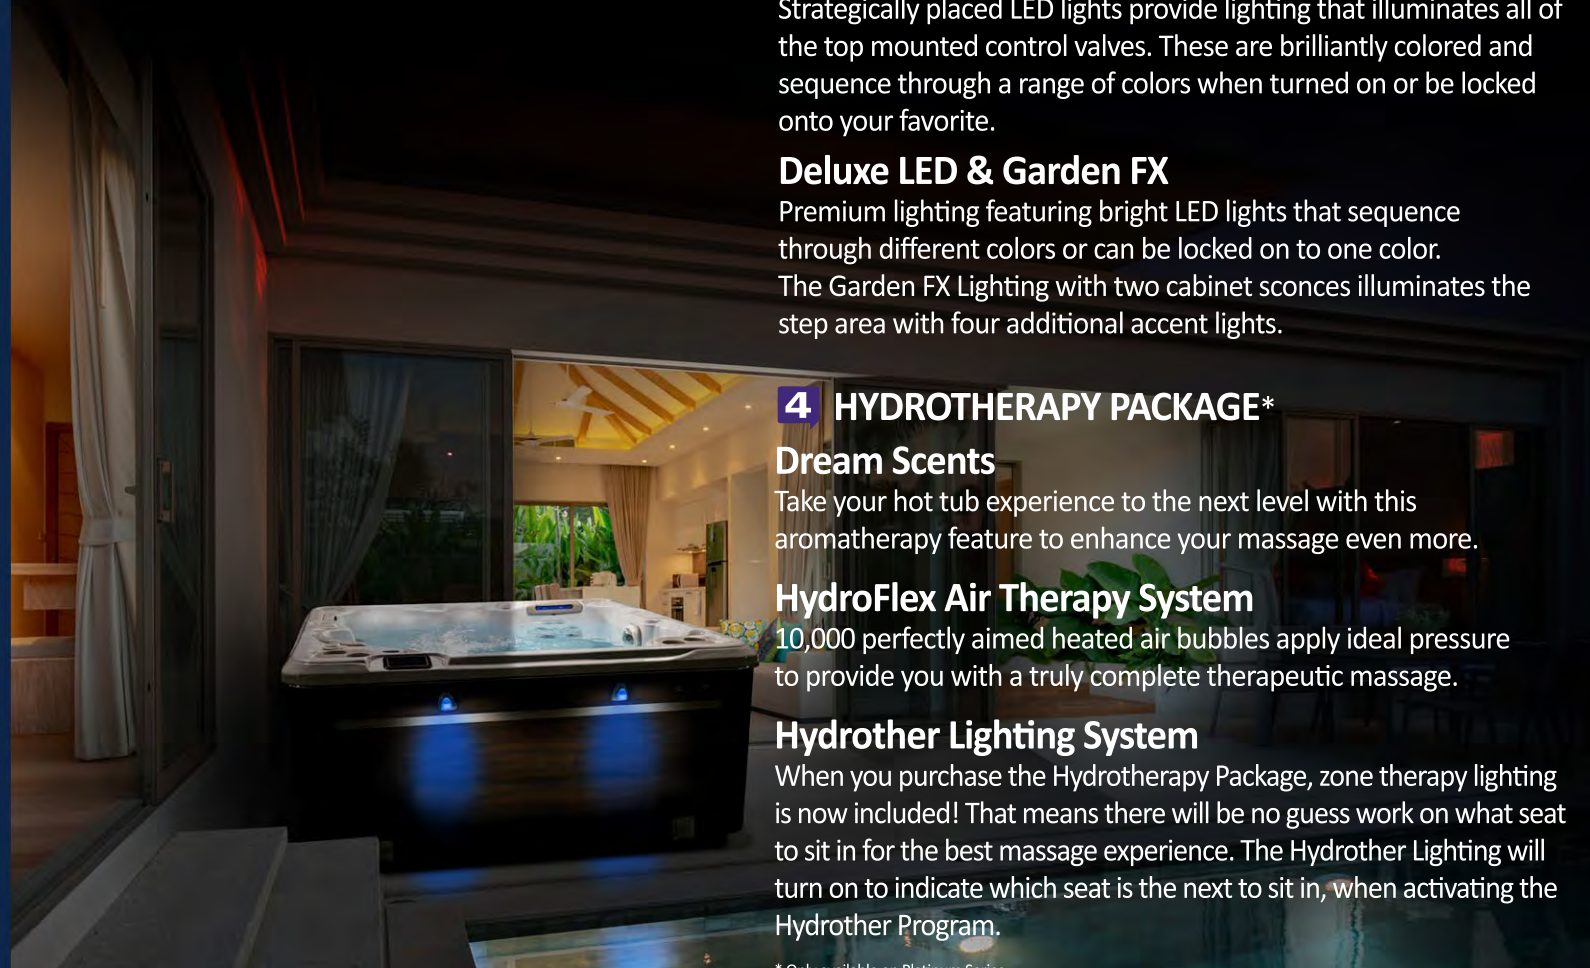 Strategically placed LED lights provide lighting that illuminates all of
the top mounted control valves. These are brilliantly colored and
sequence through a range of colors when turned on or be locked
onto your favorite.
Deluxe LED & Garden FX
Premium lighting featuring bright LED lights that sequence
through different colors or can be locked on to one color.
The Garden FX Lighting with two cabinet sconces illuminates the
step area with four additional accent lights.
4 HYDROTHERAPY PACKAGE*
Dream Scents
Take your hot tub experience to the next level with this
aromatherapy feature to enhance your massage even more.
HydroFlex Air Therapy System
10,000 perfectly aimed heated air bubbles apply ideal pressure
to provide you with a truly complete therapeutic massage.
Hydrother Lighting System
When you purchase the Hydrotherapy Package, zone therapy lighting
is now included! That means there will be no guess work on what seat
to sit in for the best massage experience. The Hydrother Lighting will
turn on to indicate which seat is the next to sit in, when activating the
Hydrother Program.
* Only available on Platinum Series